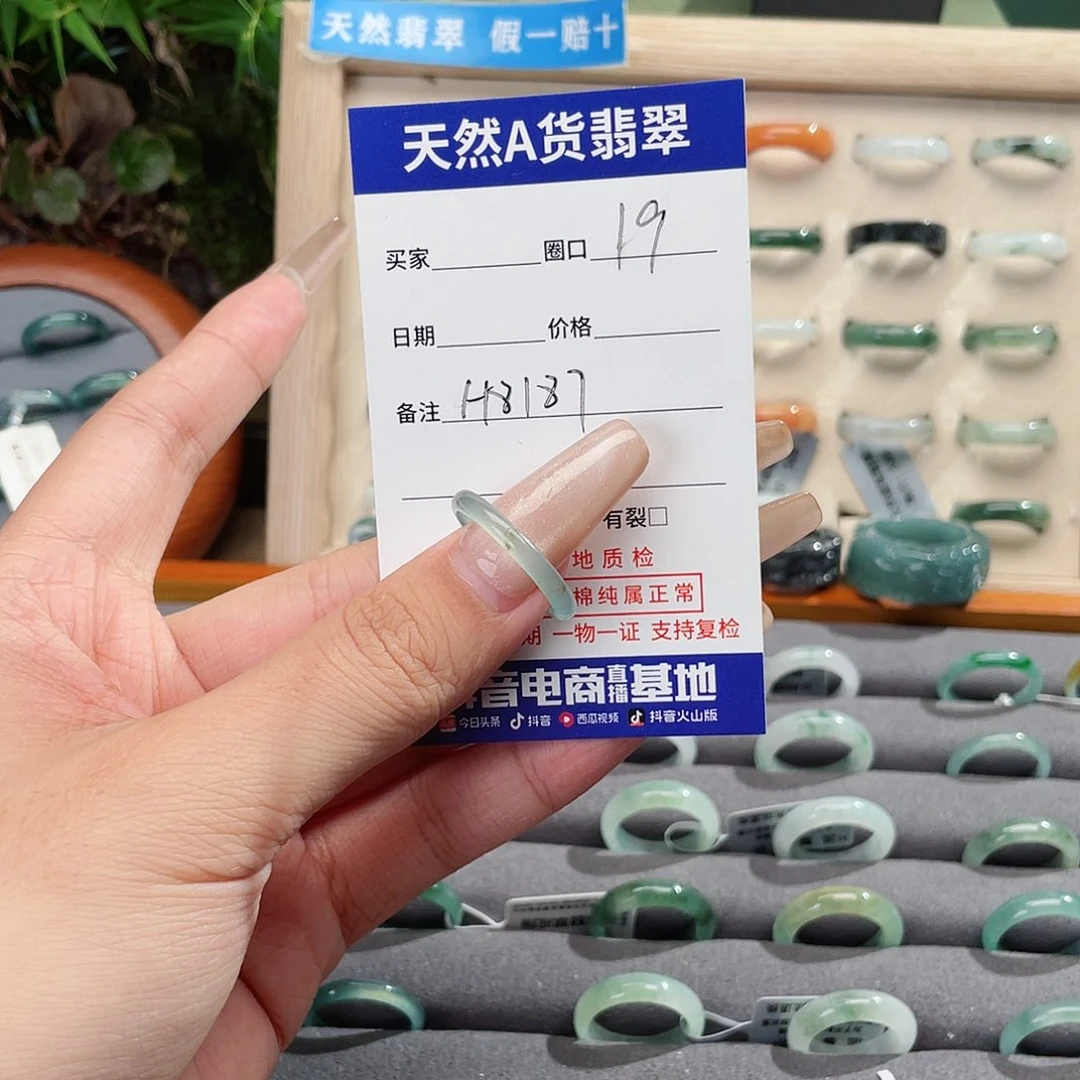 天然翡翠 假一赔十
天然A货翡翠
买家 圈口 19
日期 价格
备注 H8187
有裂□
地质检
棉纯属正常
期 一物一证 支持复检
音电商直播基地
今日头条 抖音 西瓜视频 抖音火山版